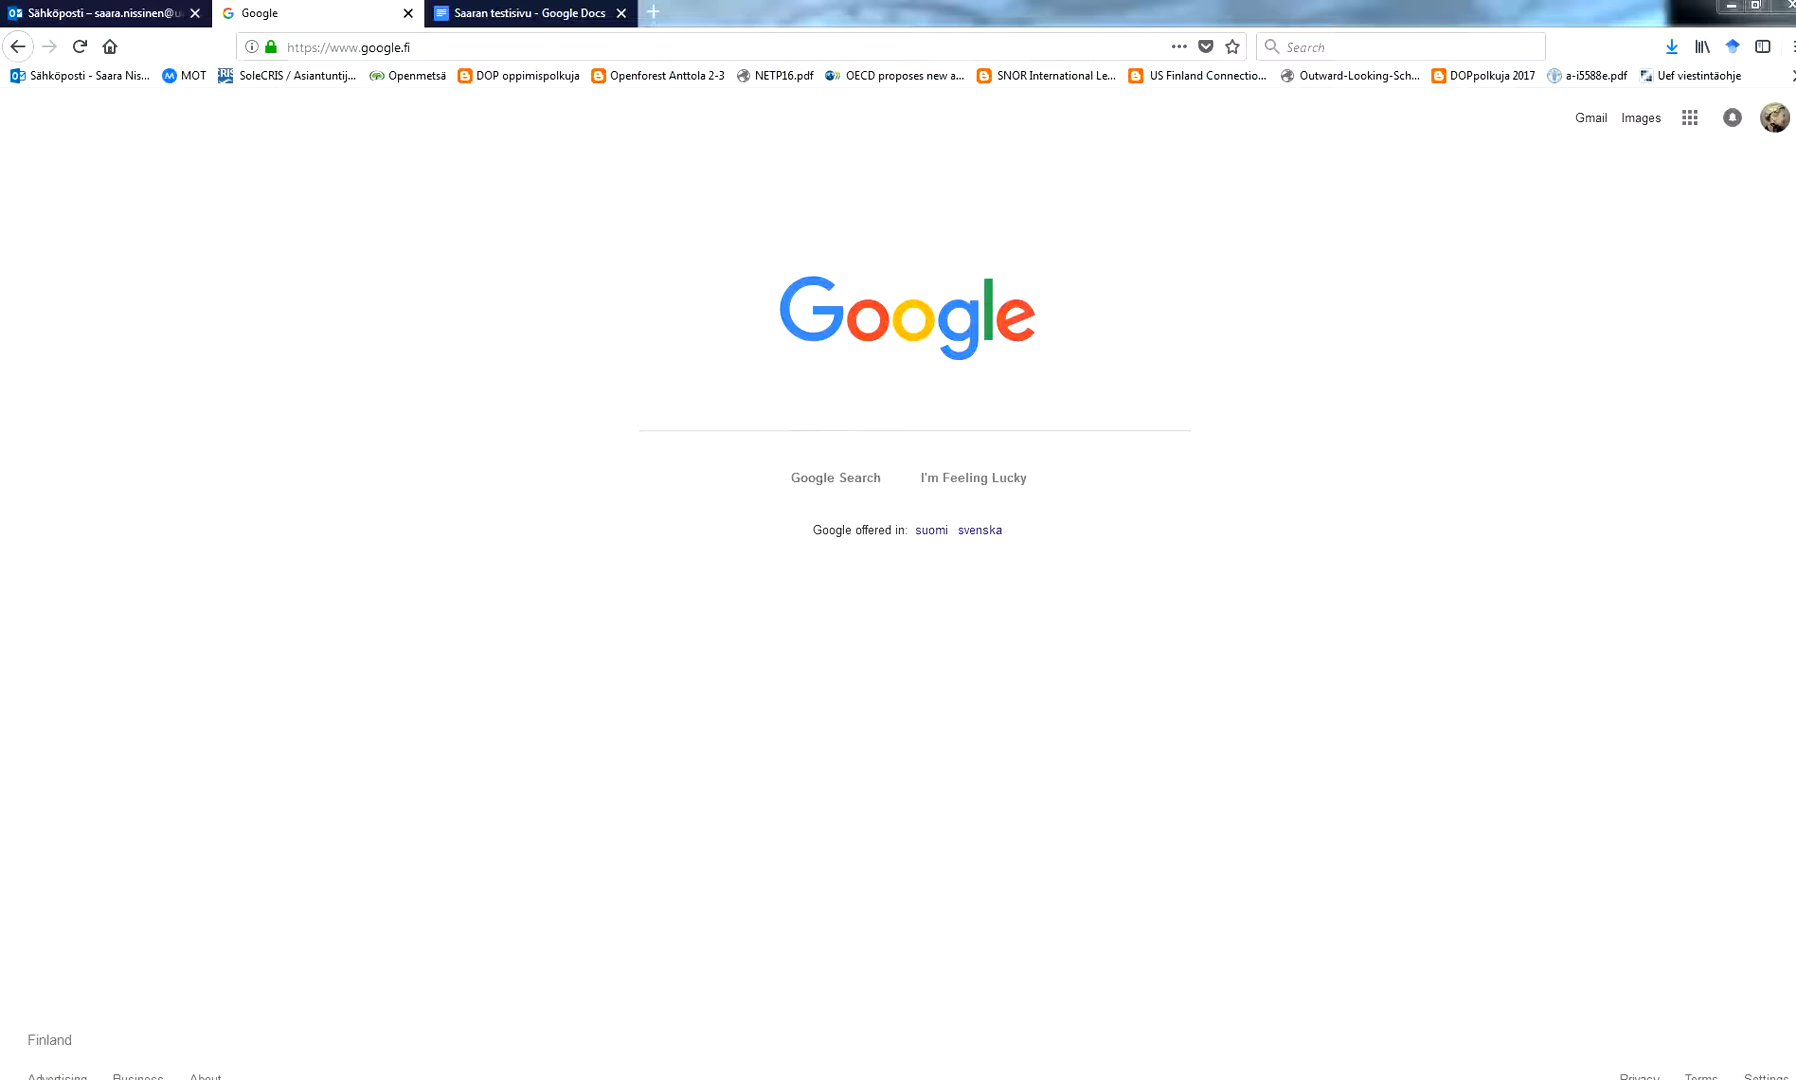 Sähköposti – saara.nissinen@u
Google
Saaran testisivu - Google Docs
https://www.google.fi
Search
Sähköposti - Saara Nis...
MOT
SoleCRIS / Asiantuntij...
Openmetsä
DOP oppimispolkuja
Openforest Anttola 2-3
NETP16.pdf
OECD proposes new a...
SNOR International Le...
US Finland Connectio...
Outward-Looking-Sch...
DOPpolkuja 2017
a-i5588e.pdf
Uef viestintäohje
Gmail Images
Google
Google Search I'm Feeling Lucky
Google offered in: suomi svenska
Finland
Advertising Business About Privacy Terms Settings